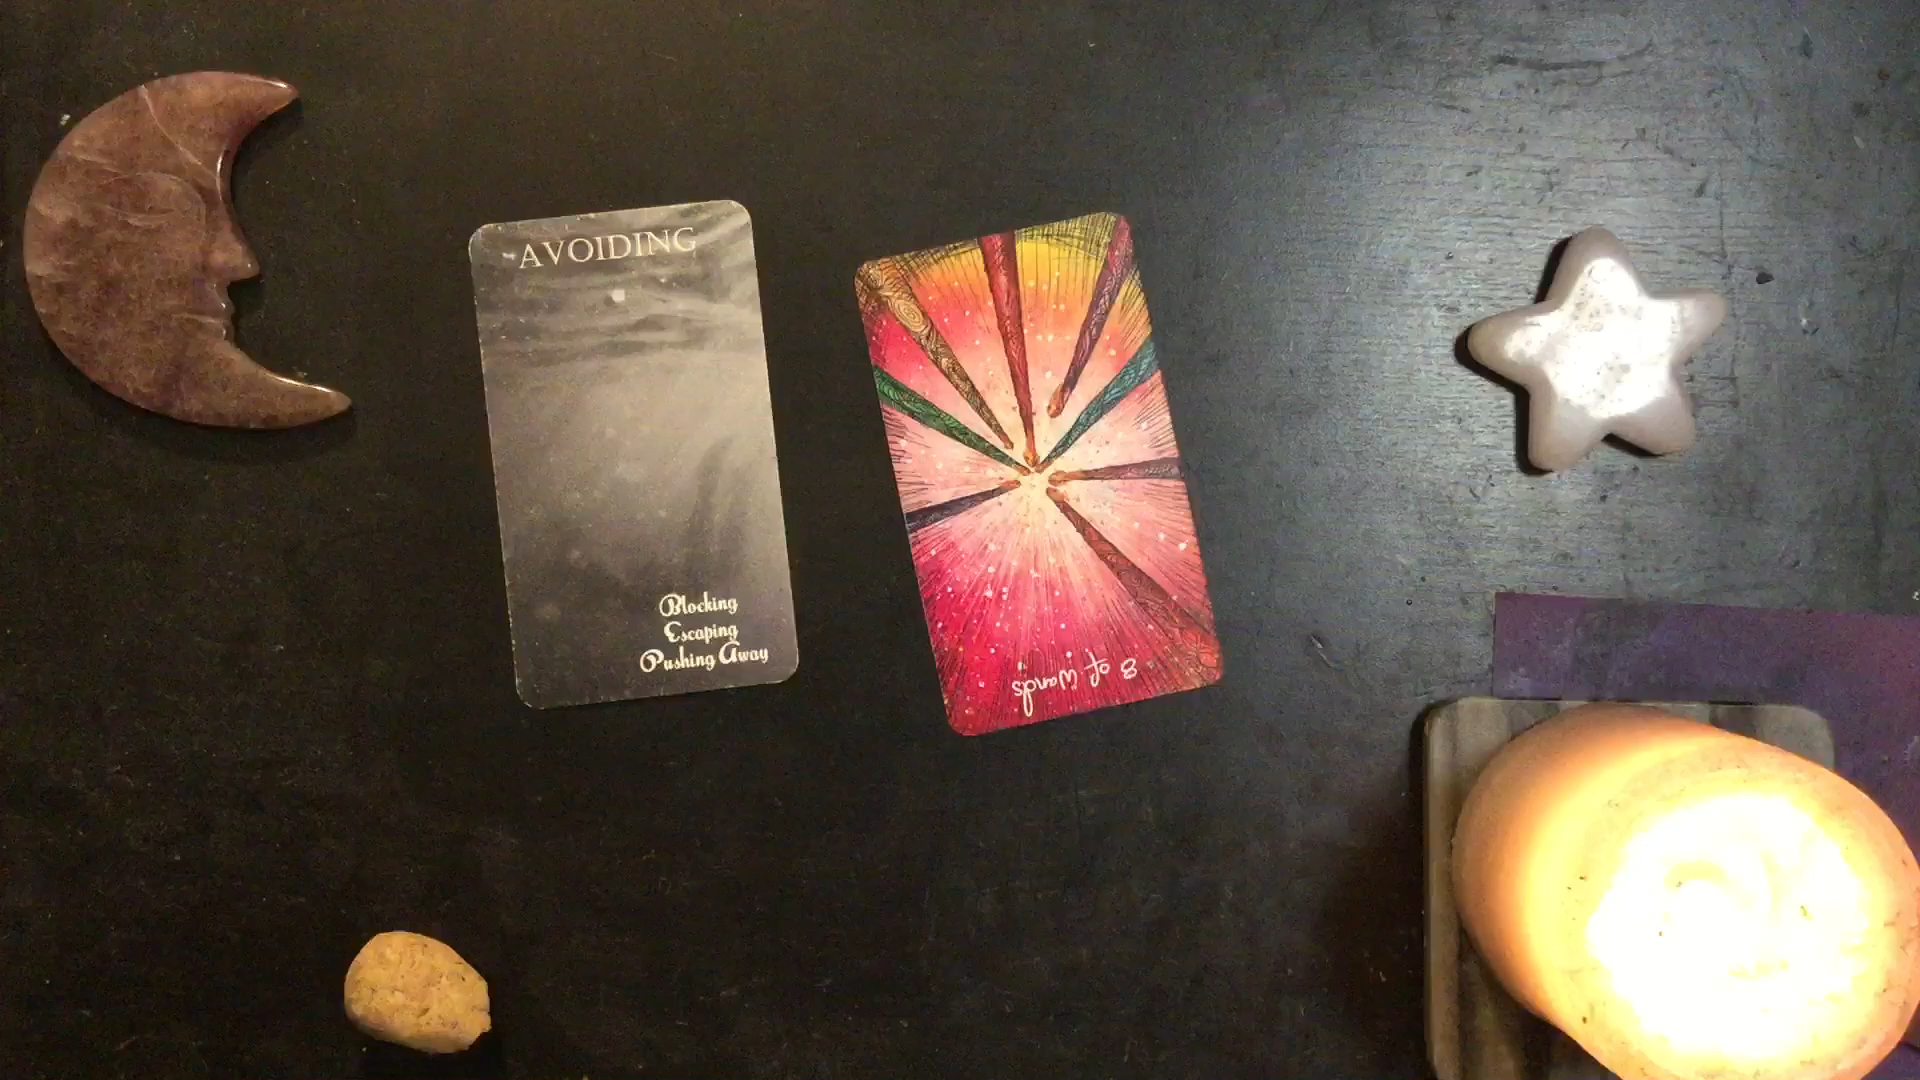 AVOIDING
Blocking
Escaping
Pushing Away
8 of Wands